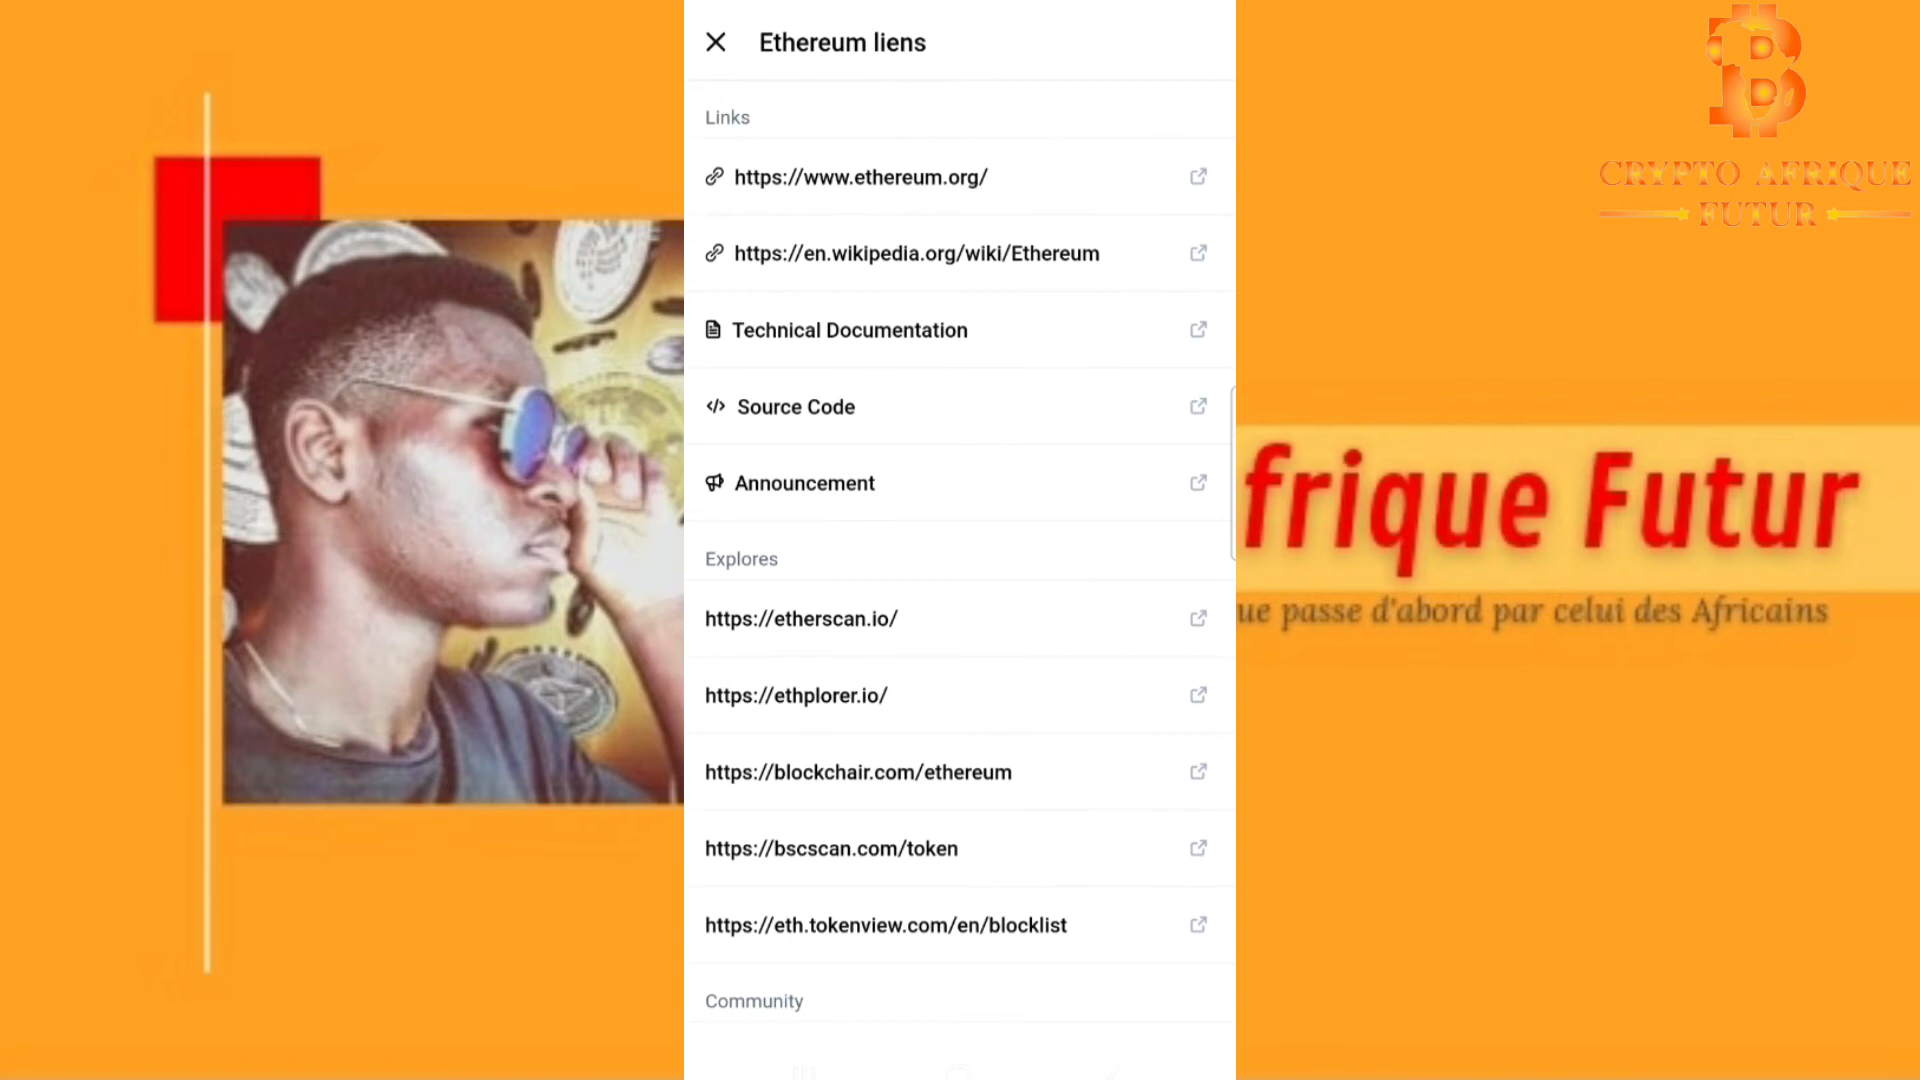 Ethereum liens
Links
https://www.ethereum.org/
https://en.wikipedia.org/wiki/Ethereum
Technical Documentation
</> Source Code
Announcement
Explores
https://etherscan.io/
https://ethplorer.io/
https://blockchair.com/ethereum
https://bscscan.com/token
https://eth.tokenview.com/en/blocklist
Community
CRYPTO AFRIQUE
FUTUR
frique Futur
ue passe d'abord par celui des Africains